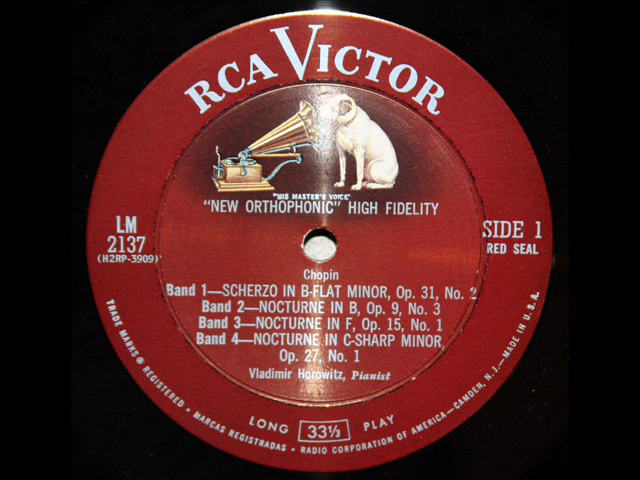 RCA VICTOR
"HIS MASTER'S VOICE"
"NEW ORTHOPHONIC" HIGH FIDELITY
LM
2137
(H2RP-3909)
SIDE 1
RED SEAL
Chopin
Band 1—SCHERZO IN B-FLAT MINOR, Op. 31, No. 2
Band 2—NOCTURNE IN B, Op. 9, No. 3
Band 3—NOCTURNE IN F, Op. 15, No. 1
Band 4—NOCTURNE IN C-SHARP MINOR,
Op. 27, No. 1
Vladimir Horowitz, Pianist
LONG 33⅓ PLAY
TRADE MARKS ® REGISTERED • MARCAS REGISTRADAS • RADIO CORPORATION OF AMERICA—CAMDEN, N.J.—MADE IN U.S.A.